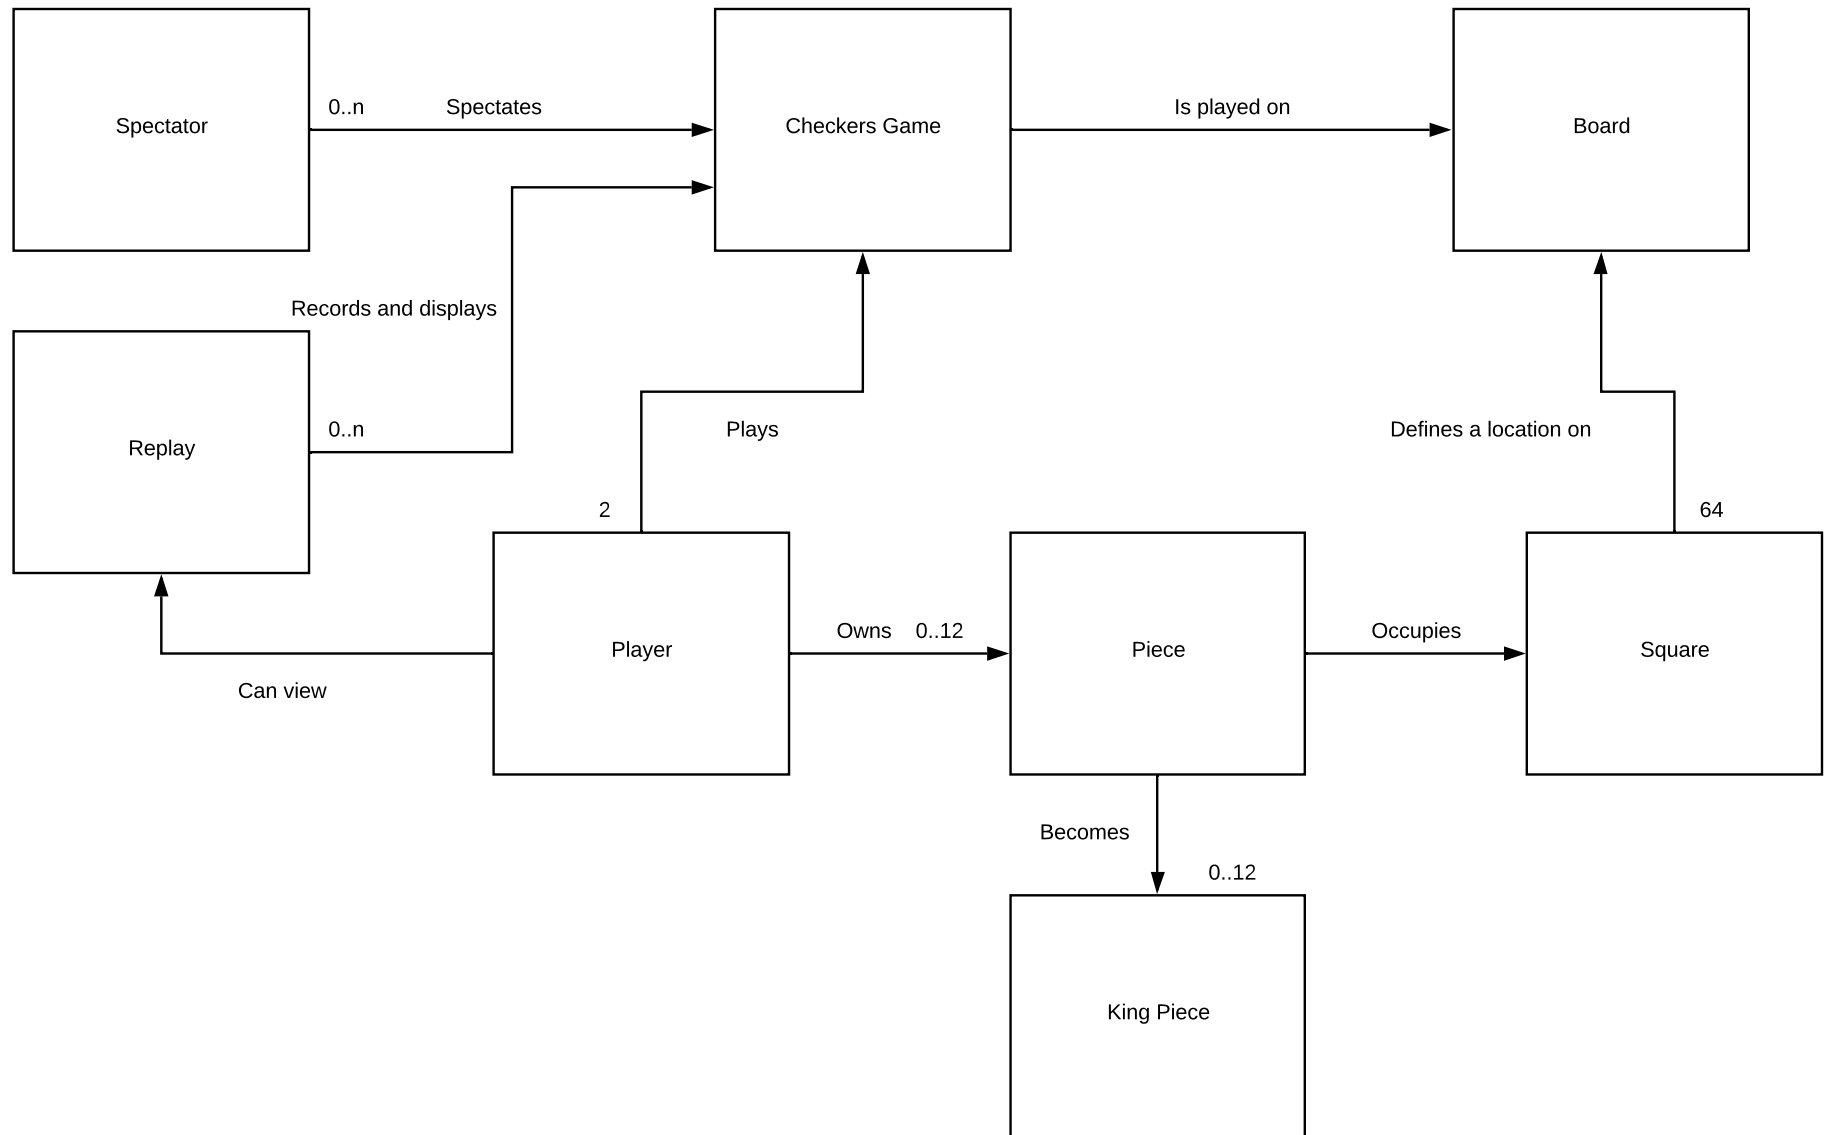 Spectator
0..n
Spectates
Checkers Game
Is played on
Board
Records and displays
Replay
0..n
Plays
Defines a location on
2
64
Player
Owns
0..12
Piece
Occupies
Square
Can view
Becomes
0..12
King Piece